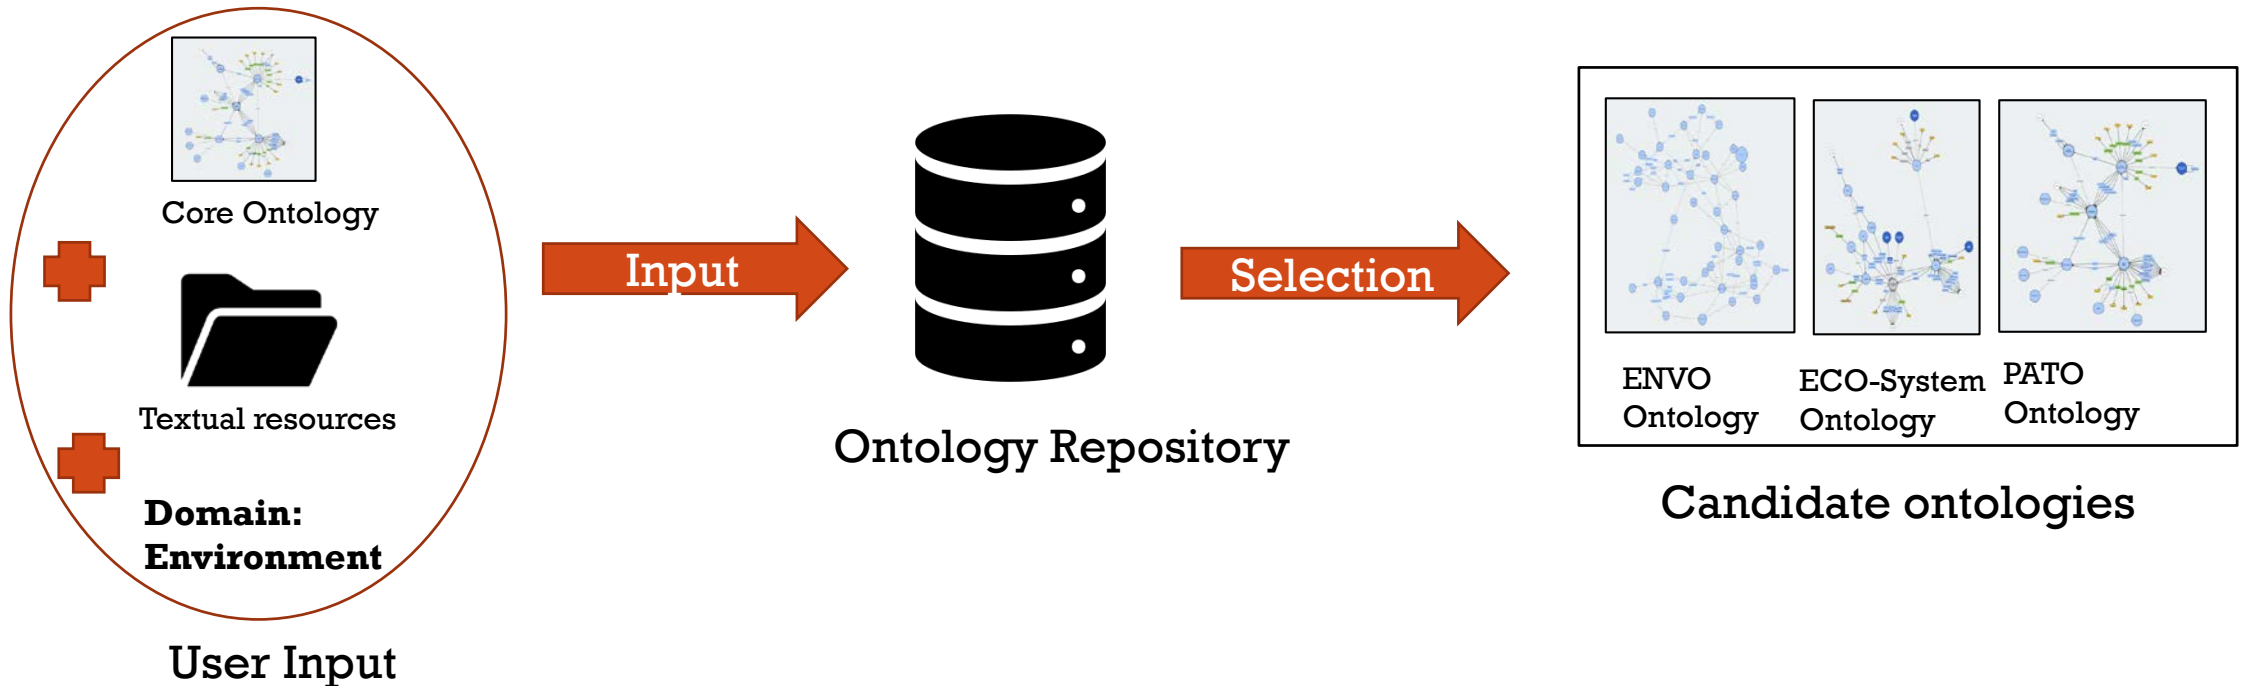 Core Ontology
Textual resources
Domain:
Environment
User Input
Input
Ontology Repository
Selection
ENVO
Ontology
ECO-System
Ontology
PATO
Ontology
Candidate ontologies